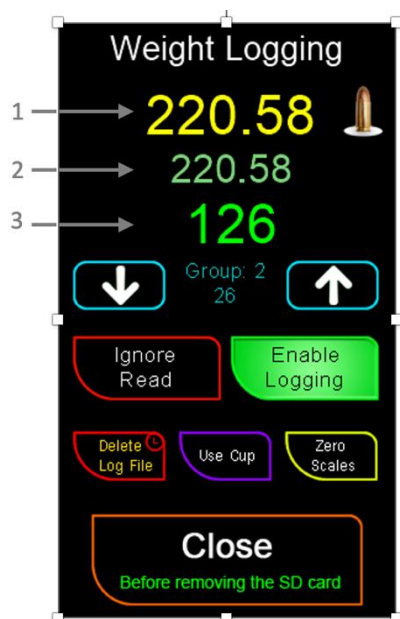 Weight Logging
1
220.58
2
220.58
3
126
Group: 2
26
Ignore
Read
Enable
Logging
Delete
Log File
Use Cup
Zero
Scales
Close
Before removing the SD card